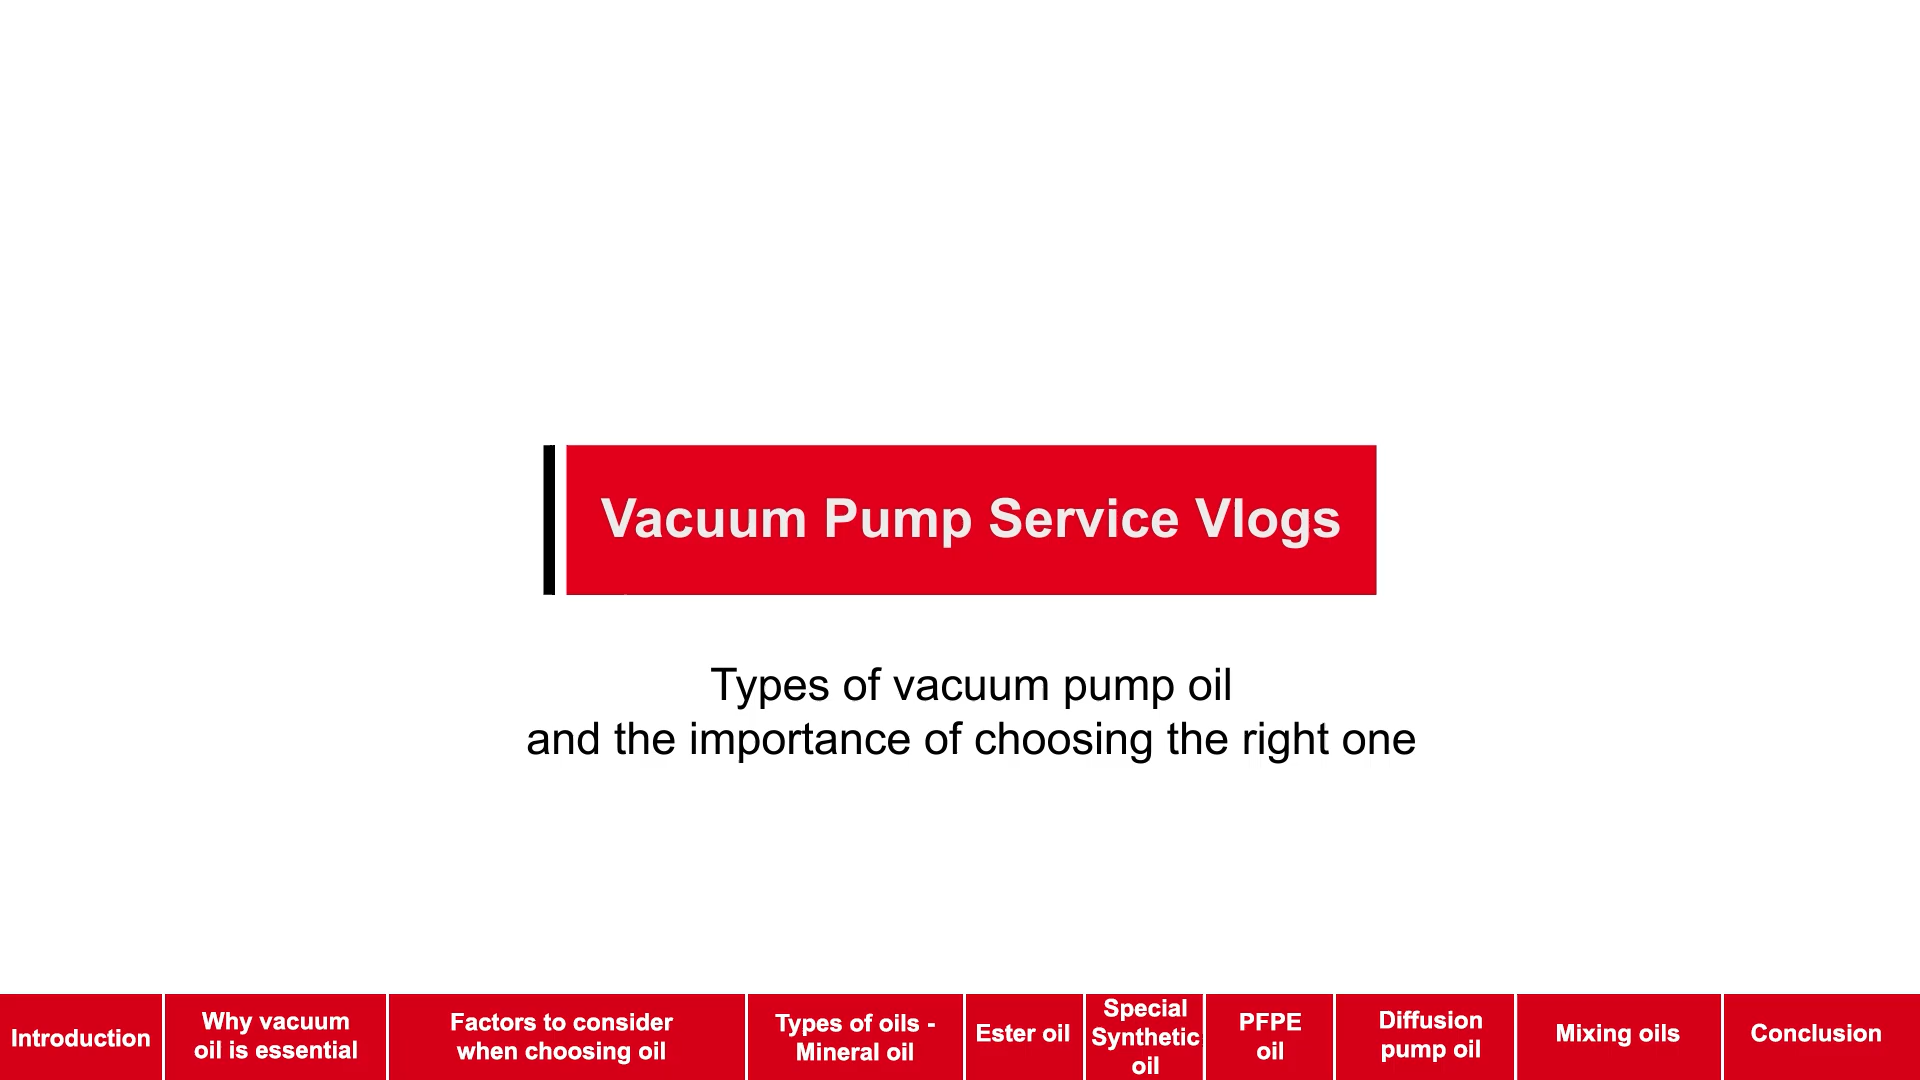 Vacuum Pump Service Vlogs
Types of vacuum pump oil
and the importance of choosing the right one
Introduction
Why vacuum
oil is essential
Factors to consider
when choosing oil
Types of oils -
Mineral oil
Ester oil
Special
Synthetic
oil
PFPE
oil
Diffusion
pump oil
Mixing oils
Conclusion